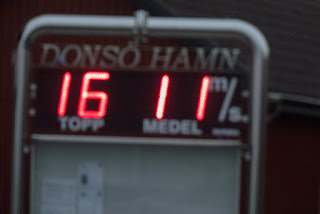 DONSÖ HAMN
16 11 m/s
TOPP MEDEL